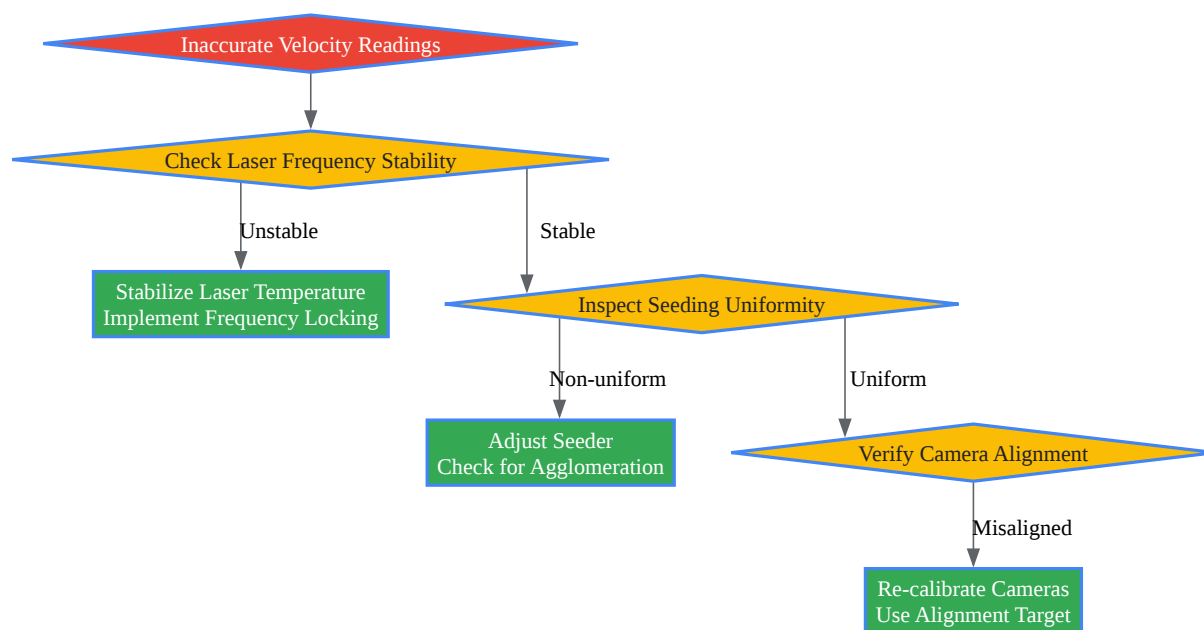 Inaccurate Velocity Readings
Check Laser Frequency Stability
Unstable
Stable
Stabilize Laser Temperature
Implement Frequency Locking
Inspect Seeding Uniformity
Non-uniform
Uniform
Adjust Seeder
Check for Agglomeration
Verify Camera Alignment
Misaligned
Re-calibrate Cameras
Use Alignment Target